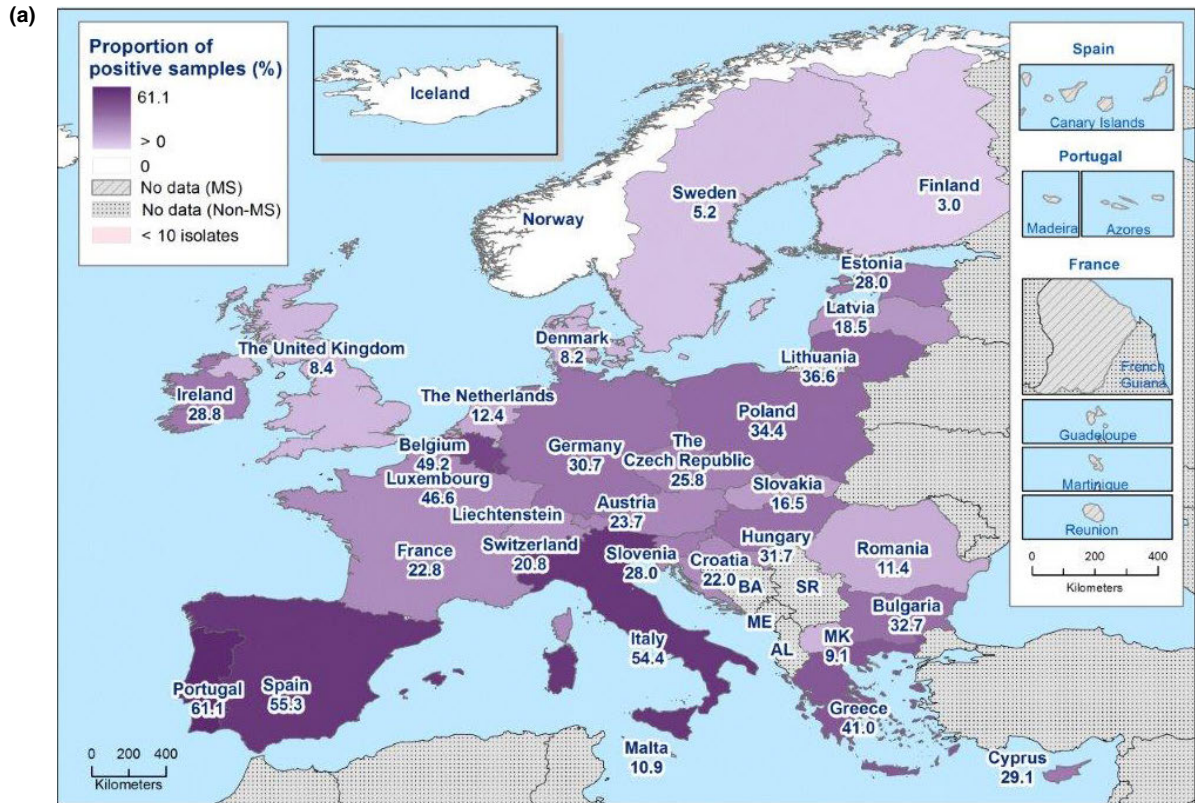 (a)
Proportion of
positive samples (%)
61.1
> 0
0
No data (MS)
No data (Non-MS)
< 10 isolates
Iceland
Norway
Sweden
5.2
Finland
3.0
Estonia
28.0
Latvia
18.5
Lithuania
36.6
Denmark
8.2
The United Kingdom
8.4
Ireland
28.8
The Netherlands
12.4
Belgium
49.2
Luxembourg
46.6
Germany
30.7
Poland
34.4
The
Czech Republic
25.8
Slovakia
16.5
Austria
23.7
Liechtenstein
Switzerland
20.8
France
22.8
Slovenia
28.0
Croatia
22.0
Hungary
31.7
Romania
11.4
BA
SR
ME
AL
MK
9.1
Bulgaria
32.7
Italy
54.4
Portugal
61.1
Spain
55.3
Greece
41.0
Malta
10.9
Cyprus
29.1
0 200 400
Kilometers
Spain
Canary Islands
Portugal
Madeira
Azores
France
French
Guiana
Guadeloupe
Martinique
Reunion
0 200 400
Kilometers